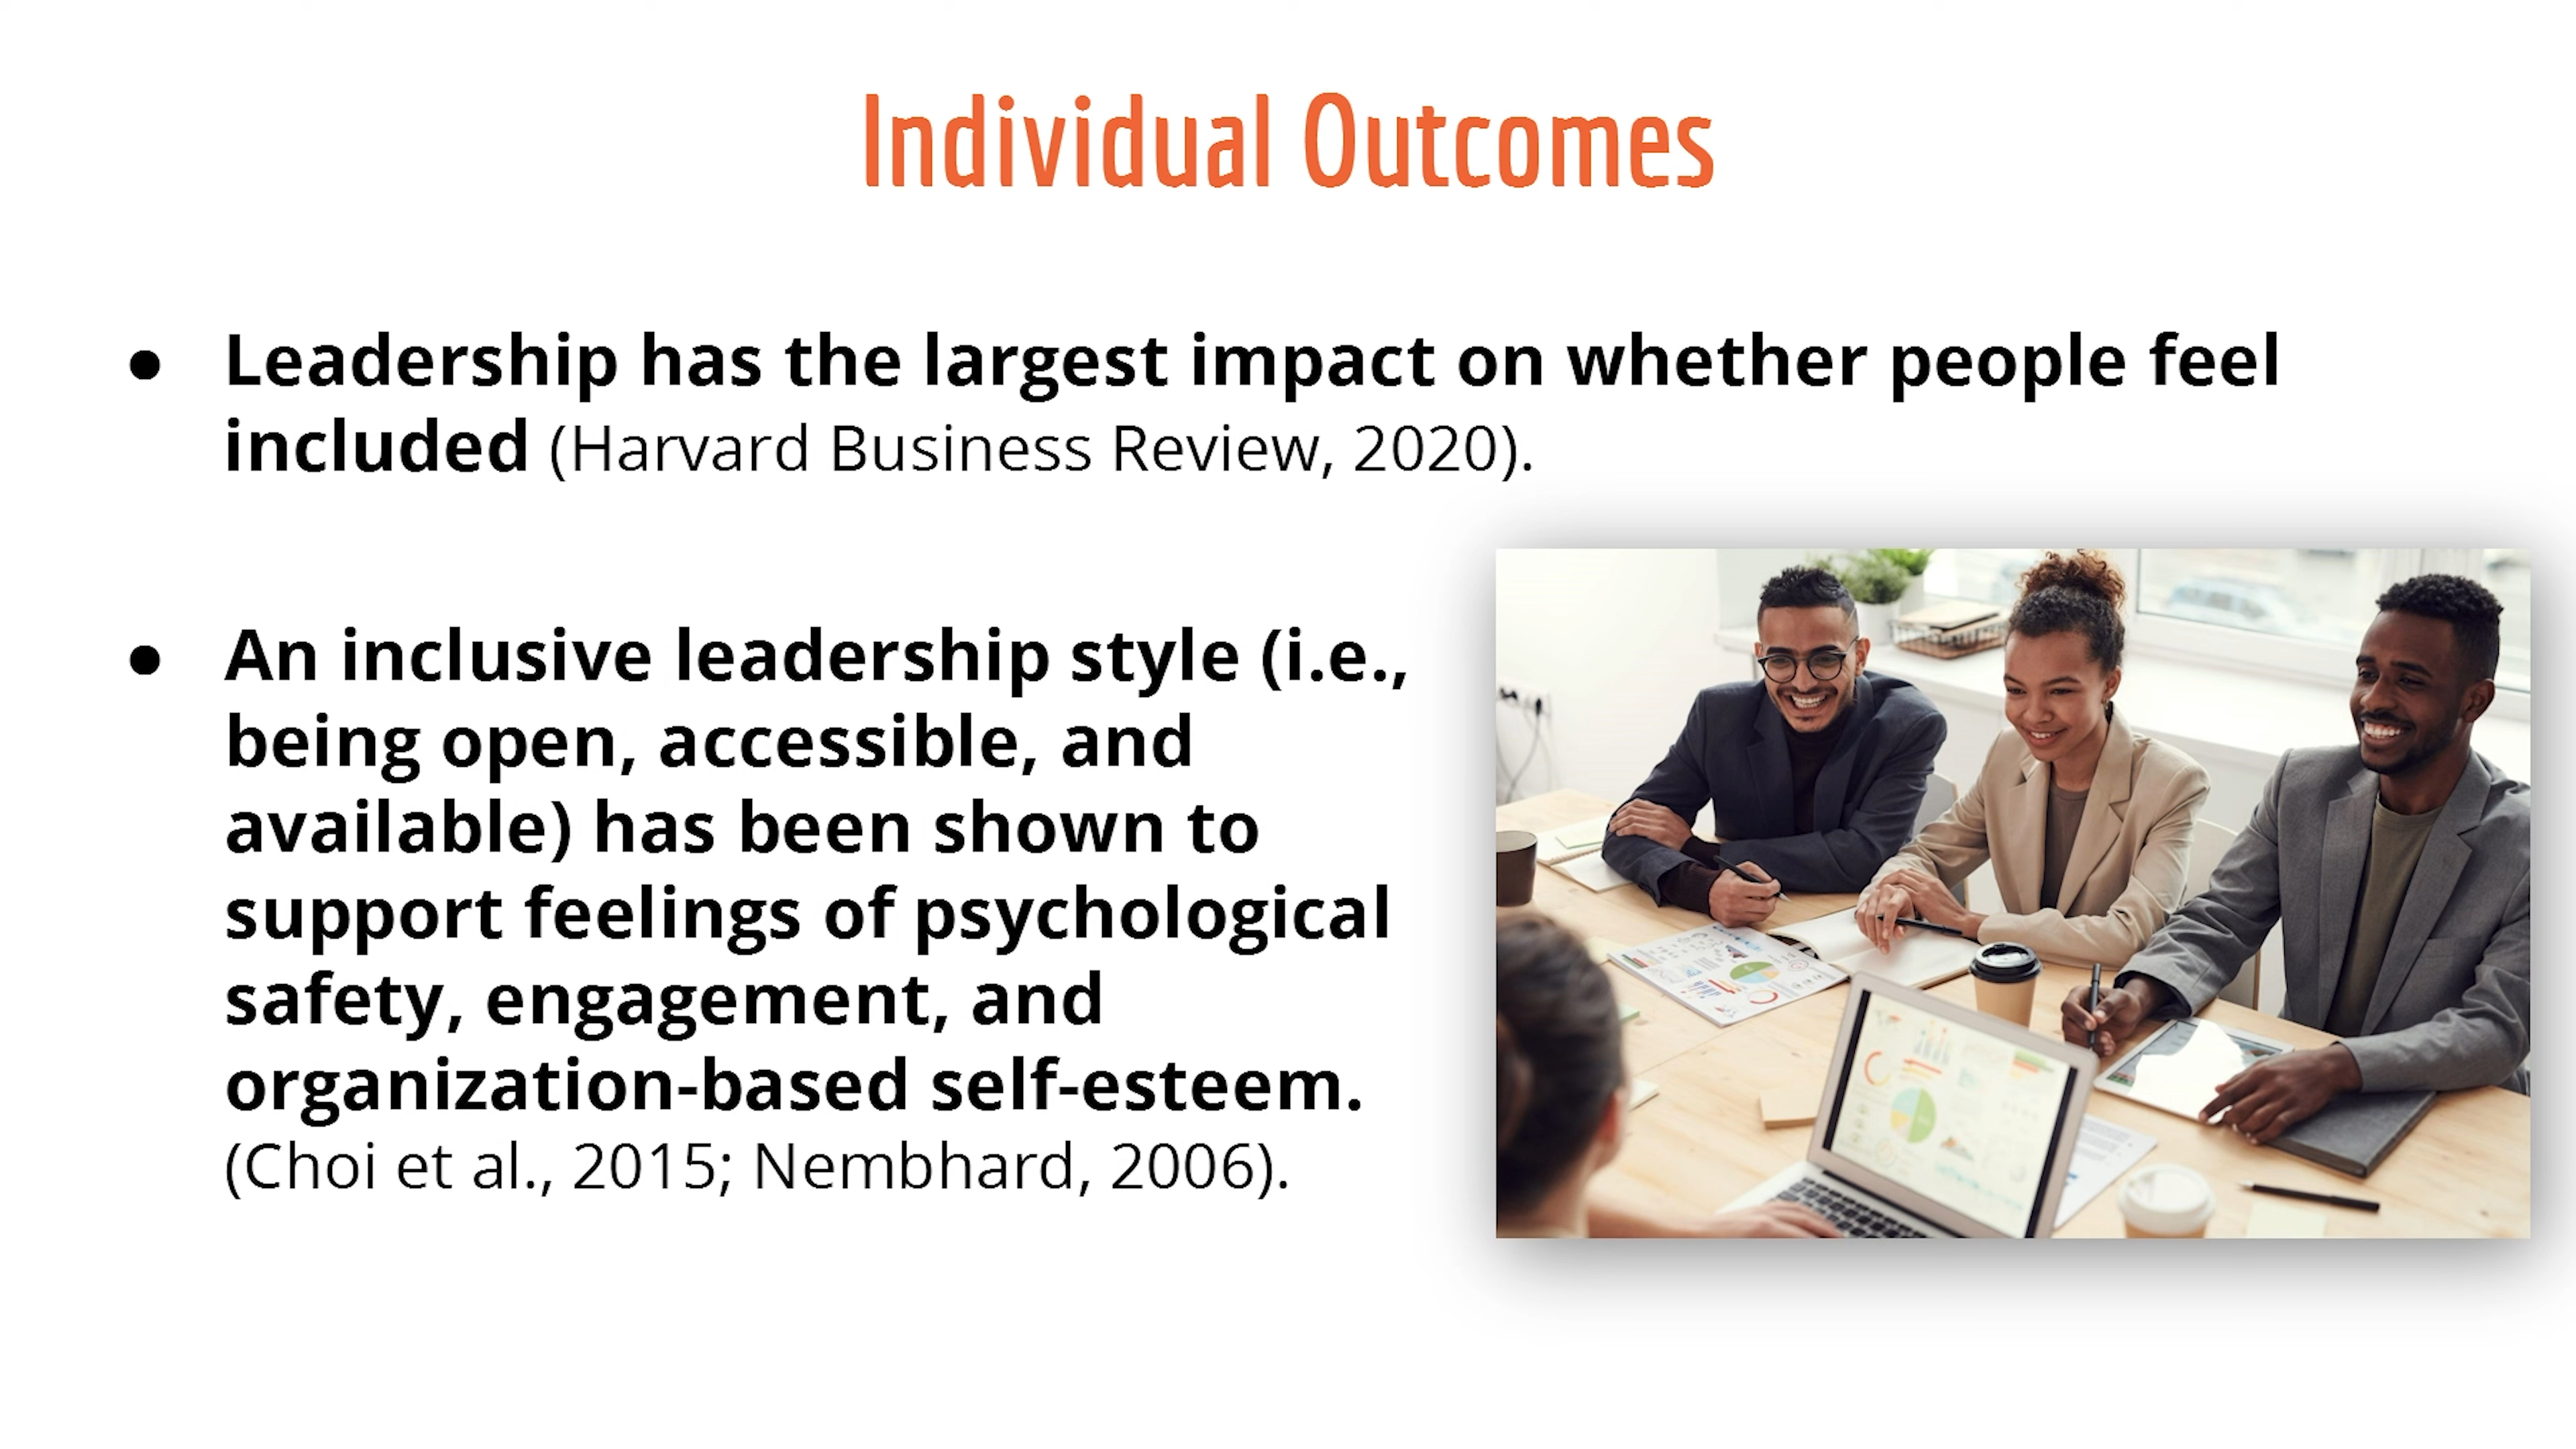 Individual Outcomes
● Leadership has the largest impact on whether people feel
included (Harvard Business Review, 2020).
● An inclusive leadership style (i.e.,
being open, accessible, and
available) has been shown to
support feelings of psychological
safety, engagement, and
organization-based self-esteem.
(Choi et al., 2015; Nembhard, 2006).